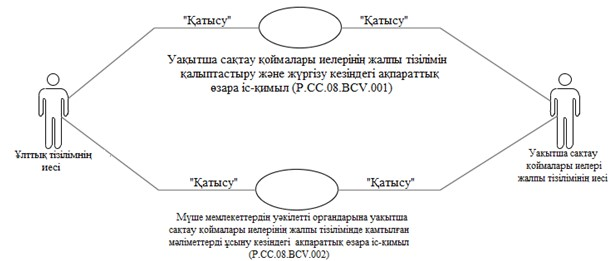 "Қатысу"
"Қатысу"
Уақытша сақтау қоймалары иелерінің жалпы тізілімін
қалыптастыру және жүргізу кезіндегі ақпараттық
өзара іс-қимыл (P.CC.08.BCV.001)
Ұлттық тізілімнің
иесі
Уақытша сақтау
қоймалары иелері
жалпы тізілімінің иесі
"Қатысу"
"Қатысу"
Мүше мемлекеттердің уәкілетті органдарына уақытша
сақтау қоймалары иелерінің жалпы тізілімінде қамтылған
мәліметтерді ұсыну кезіндегі ақпараттық өзара іс-қимыл
(P.CC.08.BCV.002)